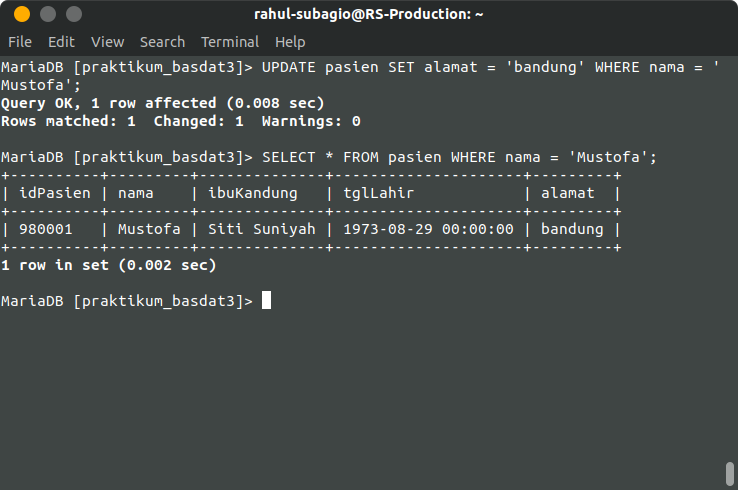 rahul-subagio@RS-Production: ~
File Edit View Search Terminal Help
MariaDB [praktikum_basdat3]> UPDATE pasien SET alamat = 'bandung' WHERE nama = '
Mustofa';
Query OK, 1 row affected (0.008 sec)
Rows matched: 1  Changed: 1  Warnings: 0
MariaDB [praktikum_basdat3]> SELECT * FROM pasien WHERE nama = 'Mustofa';
+----------+---------+--------------+---------------------+---------+
| idPasien | nama    | ibuKandung   | tglLahir            | alamat  |
+----------+---------+--------------+---------------------+---------+
| 980001   | Mustofa | Siti Suniyah | 1973-08-29 00:00:00 | bandung |
+----------+---------+--------------+---------------------+---------+
1 row in set (0.002 sec)
MariaDB [praktikum_basdat3]>